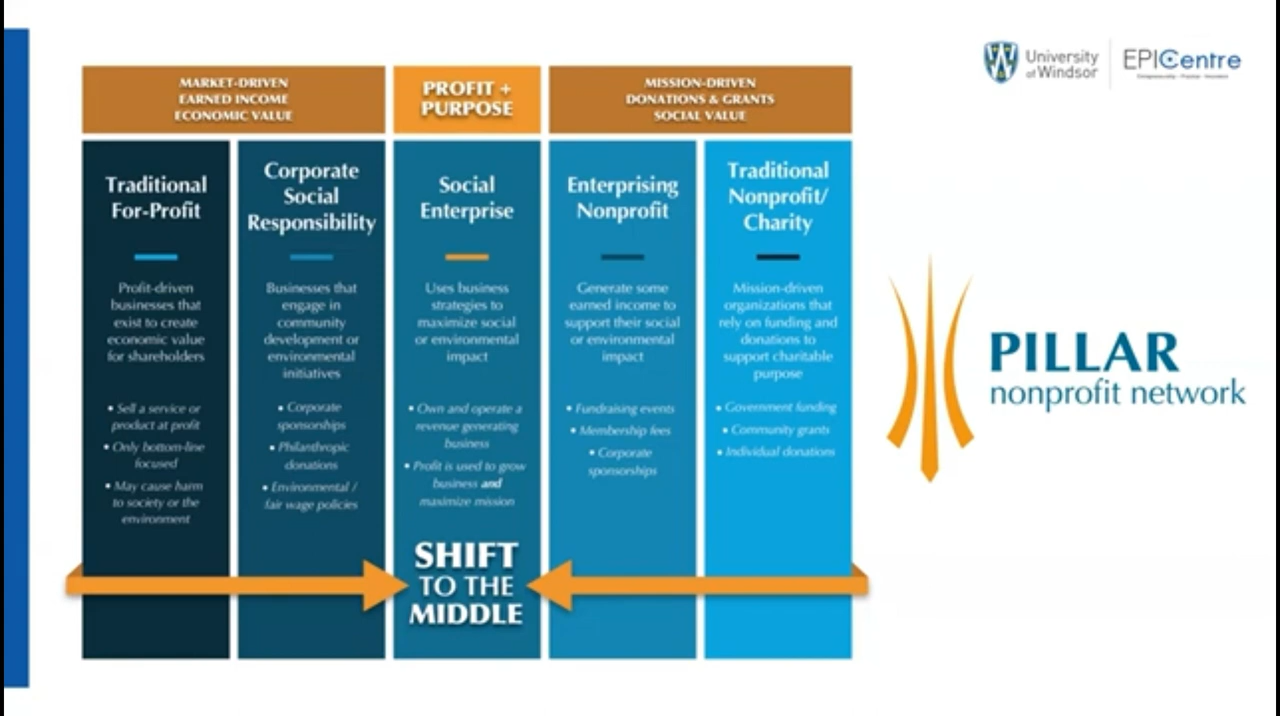 MARKET-DRIVEN
EARNED INCOME
ECONOMIC VALUE
PROFIT +
PURPOSE
MISSION-DRIVEN
DONATIONS & GRANTS
SOCIAL VALUE
University
of Windsor
EPICentre
Traditional
For-Profit
Profit-driven
businesses that
exist to create
economic value
for shareholders
• Sell a service or
product at profit
• Only bottom-line
focused
• May cause harm
to society or the
environment
Corporate
Social
Responsibility
Businesses that
engage in
community
development or
environmental
initiatives
• Corporate
sponsorships
• Philanthropic
donations
• Environmental /
fair wage policies
Social
Enterprise
Uses business
strategies to
maximize social
or environmental
impact
• Own and operate a
revenue generating
business
• Profit is used to grow
business and
maximize mission
Enterprising
Nonprofit
Generate some
earned income to
support their social
or environmental
impact
• Fundraising events
• Membership fees
• Corporate
sponsorships
Traditional
Nonprofit/
Charity
Mission-driven
organizations that
rely on funding and
donations to
support charitable
purpose
• Government funding
• Community grants
• Individual donations
SHIFT
TO THE
MIDDLE
PILLAR
nonprofit network